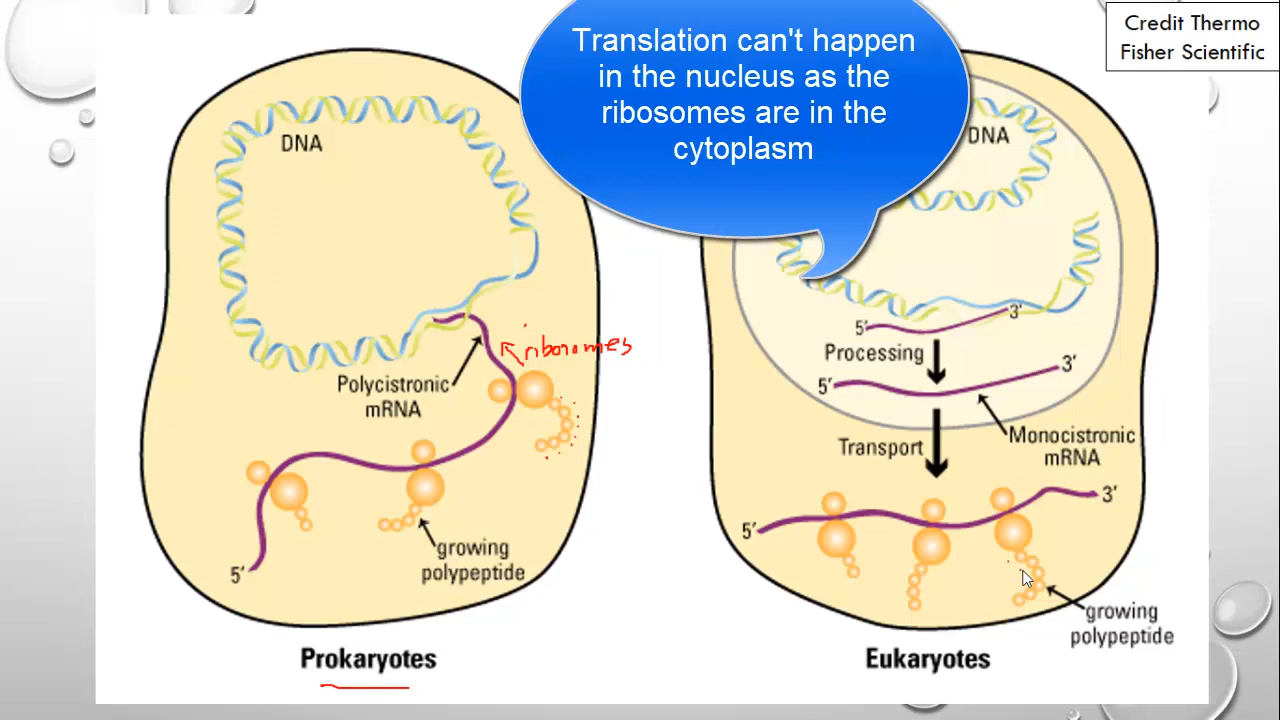 Translation can't happen
in the nucleus as the
ribosomes are in the
cytoplasm
Credit Thermo
Fisher Scientific
DNA
ribosomes
Polycistronic
mRNA
growing
polypeptide
5'
Prokaryotes
DNA
5'
3'
Processing
5'
3'
Transport
Monocistronic
mRNA
5'
3'
growing
polypeptide
Eukaryotes